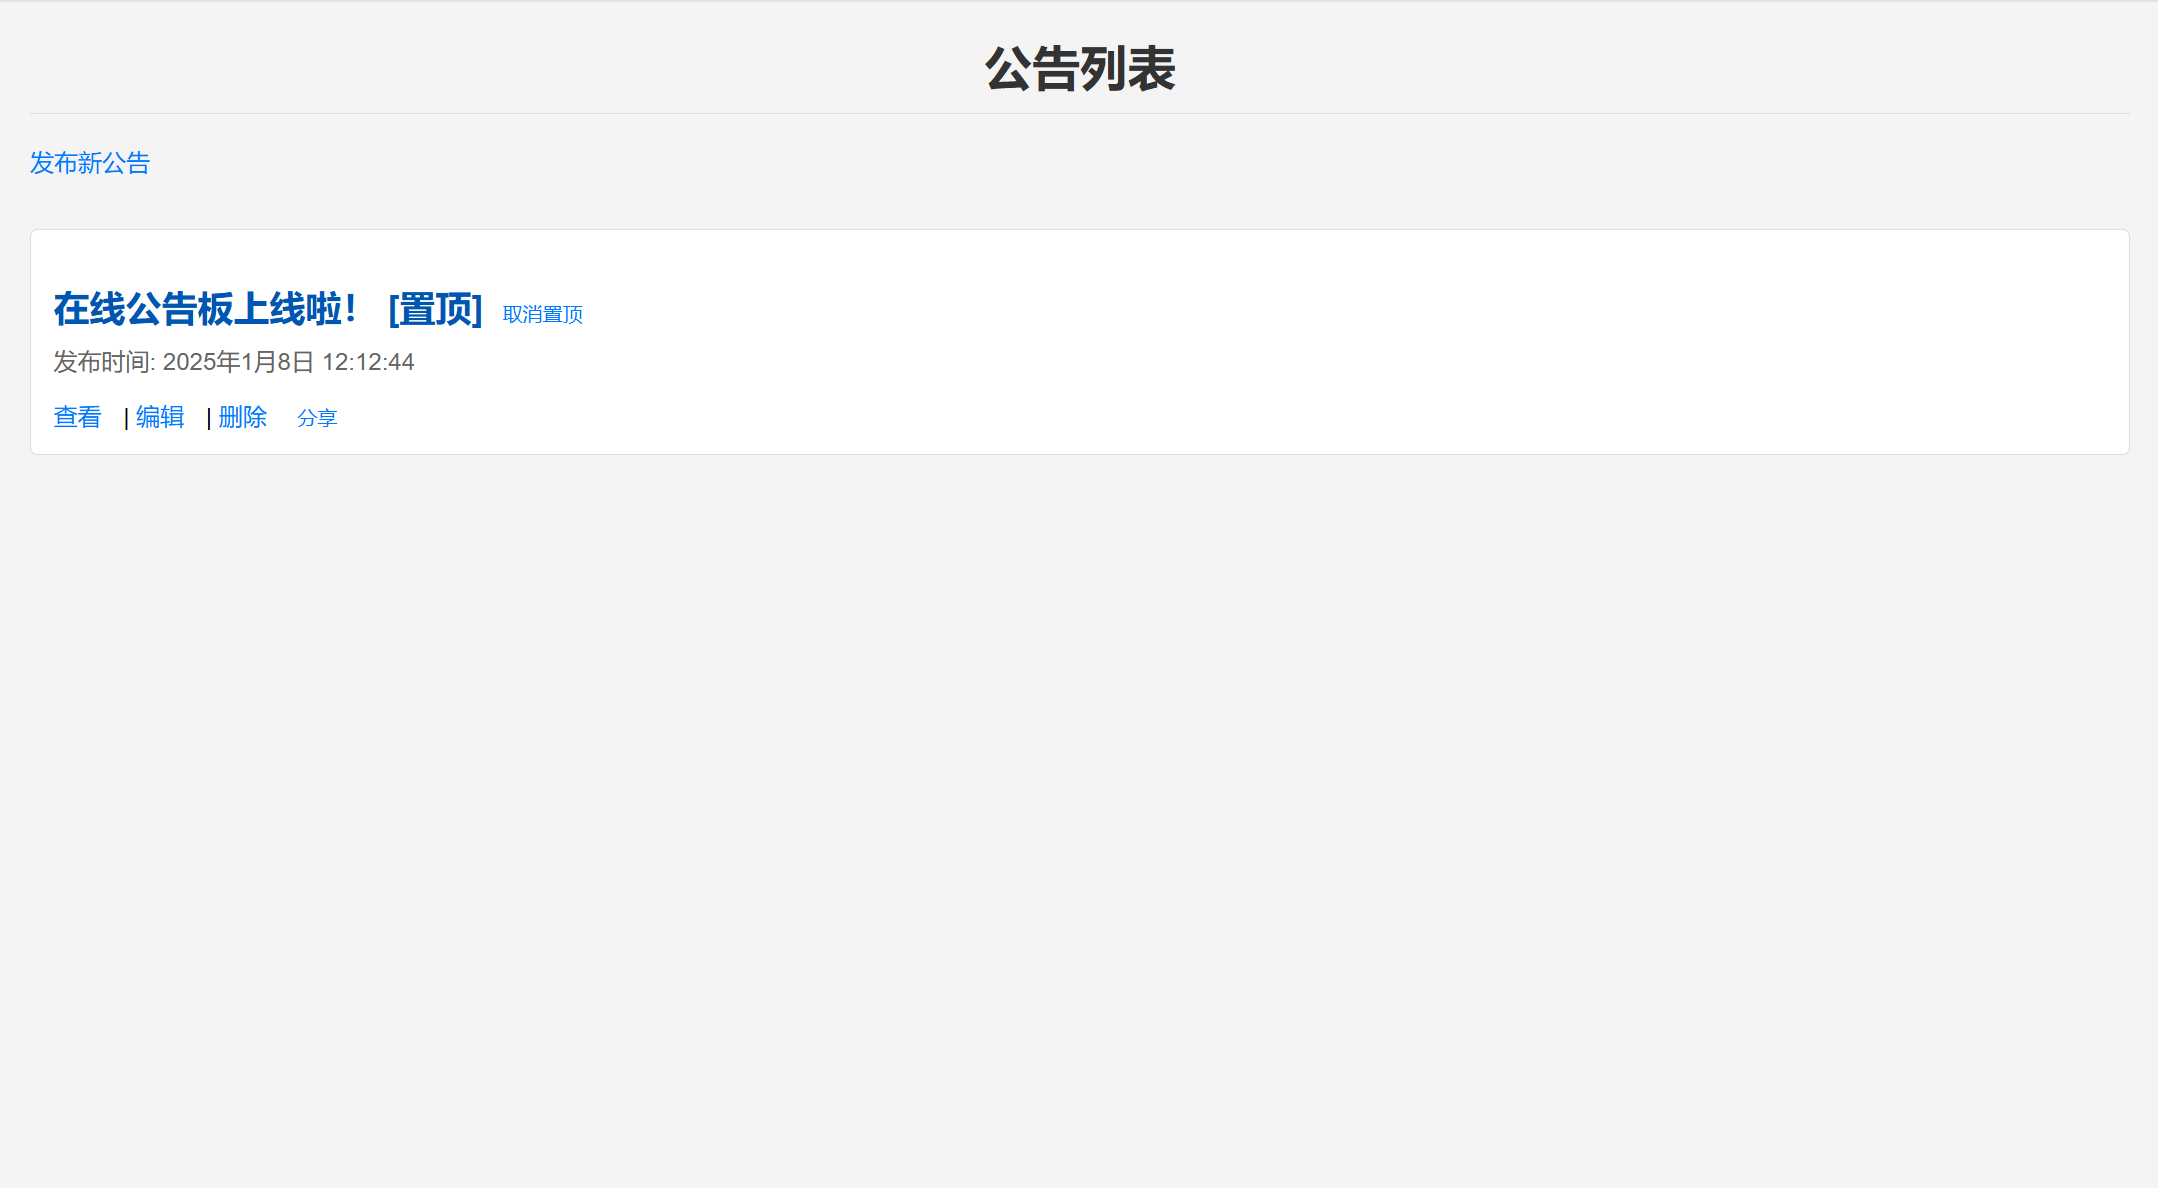 公告列表
发布新公告
在线公告板上线啦！ [置顶] 取消置顶
发布时间: 2025年1月8日 12:12:44
查看 | 编辑 | 删除 分享